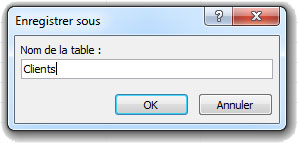 Enregistrer sous
Nom de la table :
Clients
OK
Annuler